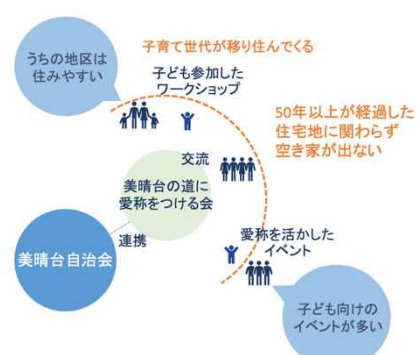 うちの地区は
住みやすい
子育て世代が移り住んでくる
子ども参加した
ワークショップ
50年以上が経過した
住宅地に関わらず
空き家が出ない
交流
美晴台の道に
愛称をつける会
連携
美晴台自治会
愛称を活かした
イベント
子ども向けの
イベントが多い